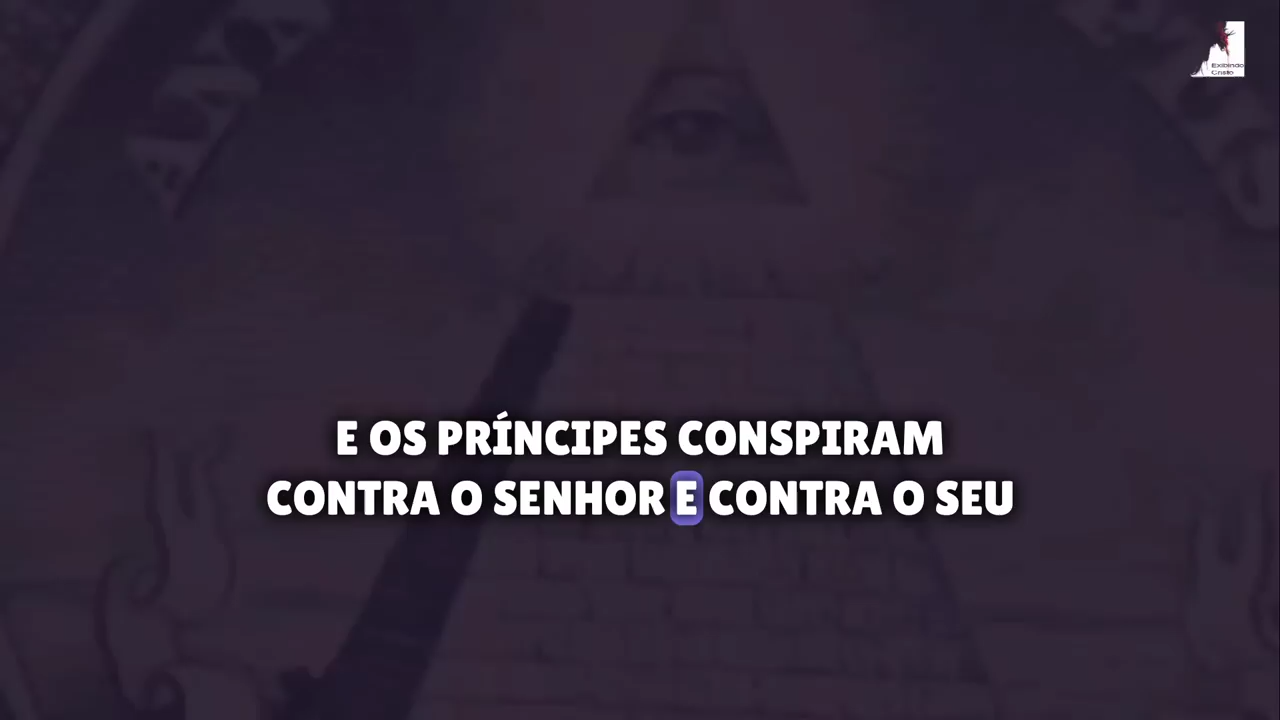 Exibindo
Cristo
E OS PRÍNCIPES CONSPIRAM
CONTRA O SENHOR E CONTRA O SEU